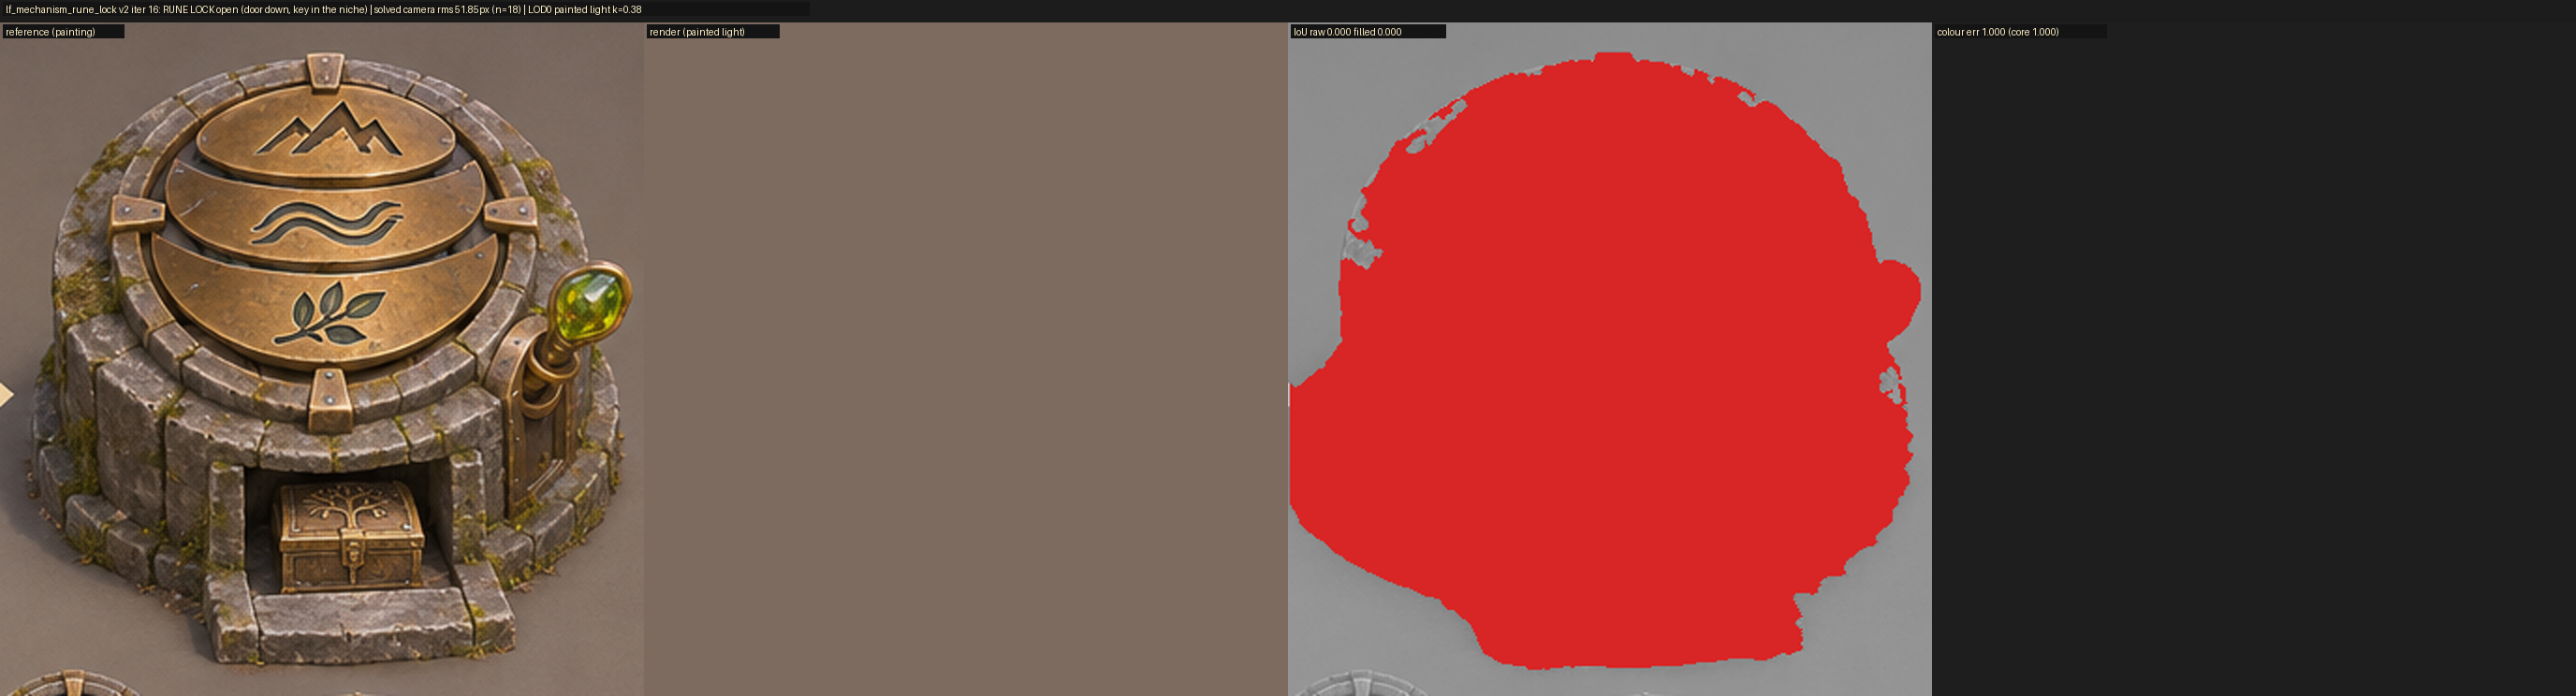 lf_mechanism_rune_lock v2 iter 16: RUNE LOCK open (door down, key in the niche) | solved camera rms 51.85px (n=18) | LOD0 painted light k=0.38
reference (painting)
render (painted light)
IoU raw 0.000 filled 0.000
colour err 1.000 (core 1.000)